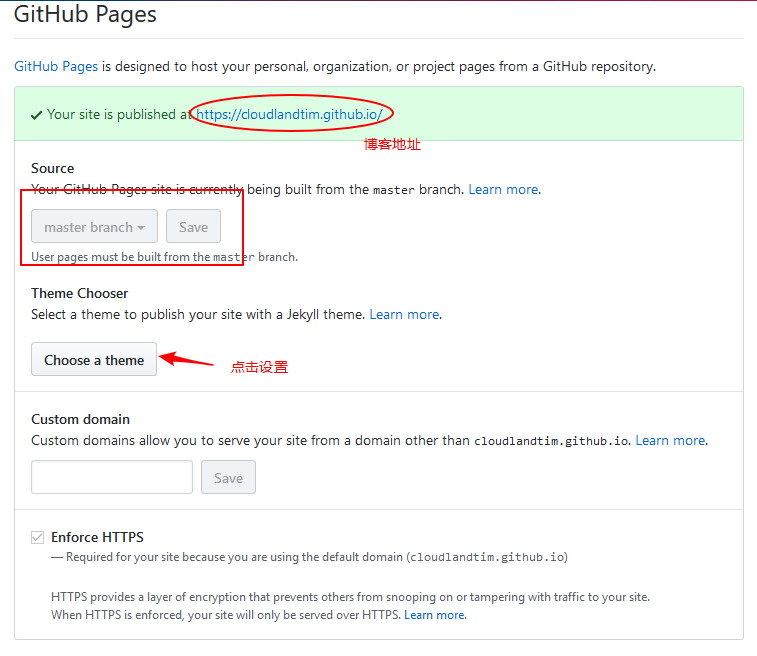 GitHub Pages
GitHub Pages is designed to host your personal, organization, or project pages from a GitHub repository.
Your site is published at https://cloudlandtim.github.io/
博客地址
Source
Your GitHub Pages site is currently being built from the master branch. Learn more.
master branch Save
User pages must be built from the master branch.
Theme Chooser
Select a theme to publish your site with a Jekyll theme. Learn more.
Choose a theme 点击设置
Custom domain
Custom domains allow you to serve your site from a domain other than cloudlandtim.github.io. Learn more.
Save
Enforce HTTPS
— Required for your site because you are using the default domain (cloudlandtim.github.io)
HTTPS provides a layer of encryption that prevents others from snooping on or tampering with traffic to your site.
When HTTPS is enforced, your site will only be served over HTTPS. Learn more.